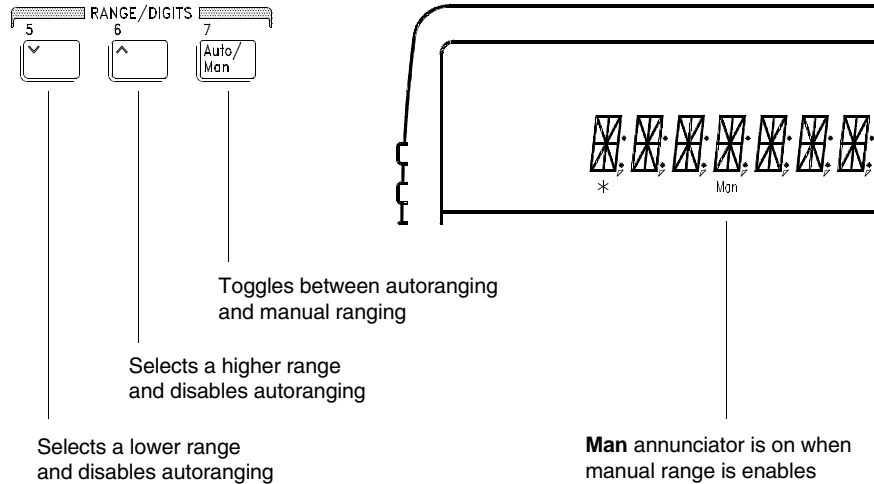 RANGE/DIGITS
5 6 7
Auto/
Man
Man
Toggles between autoranging
and manual ranging
Selects a higher range
and disables autoranging
Selects a lower range
and disables autoranging
Man annunciator is on when
manual range is enables